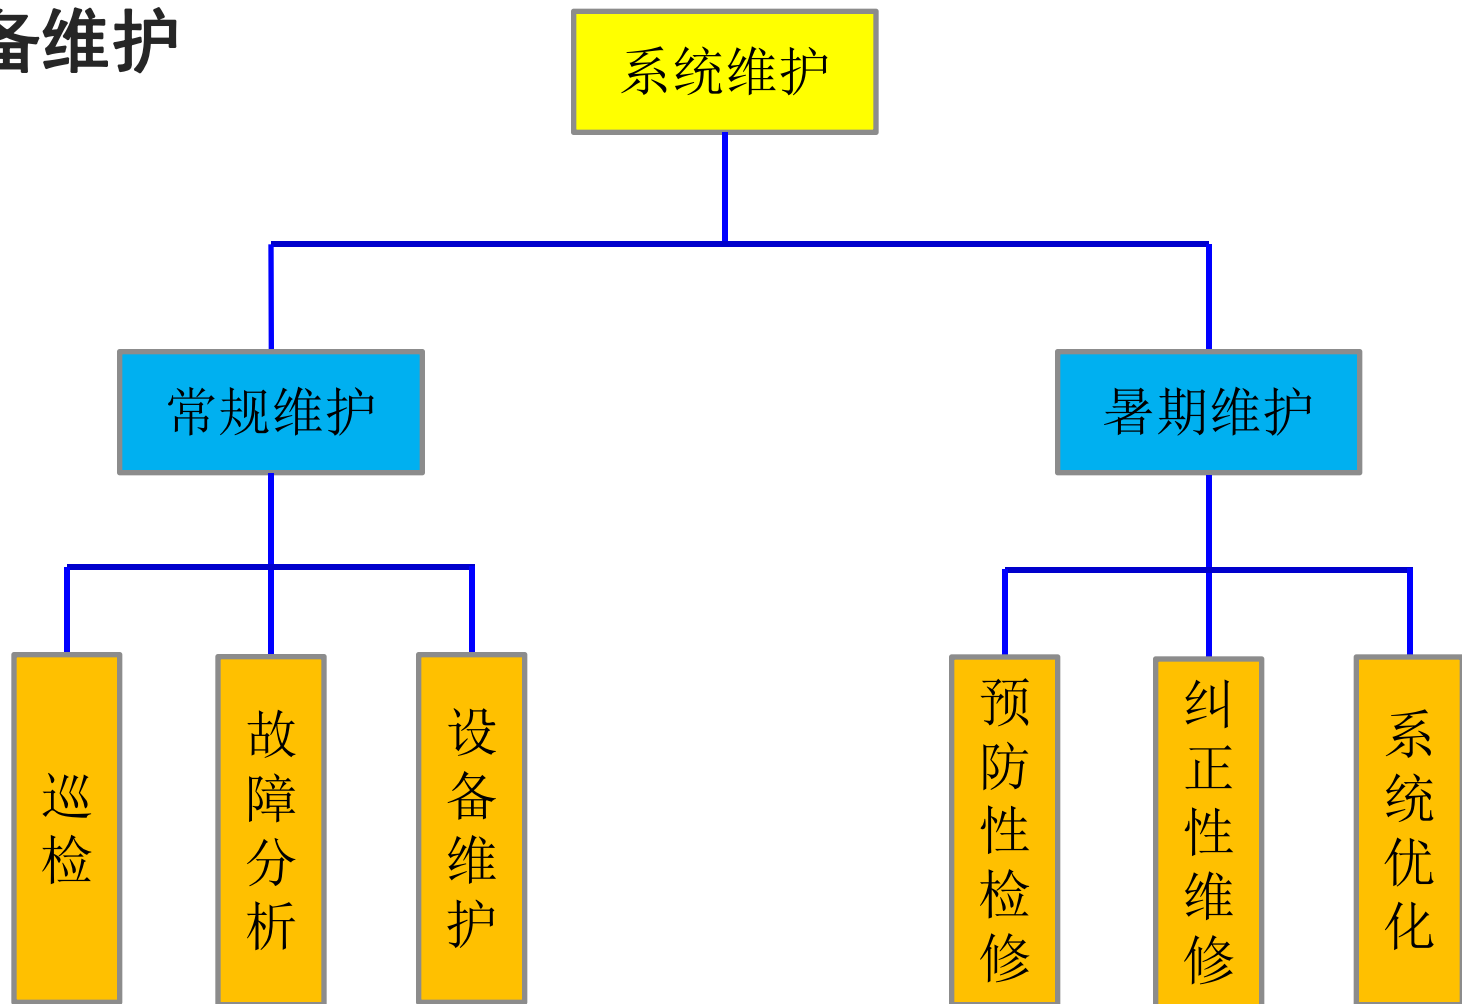 备维护
系统维护
常规维护
暑期维护
巡检
故障分析
设备维护
预防性检修
纠正性维修
系统优化